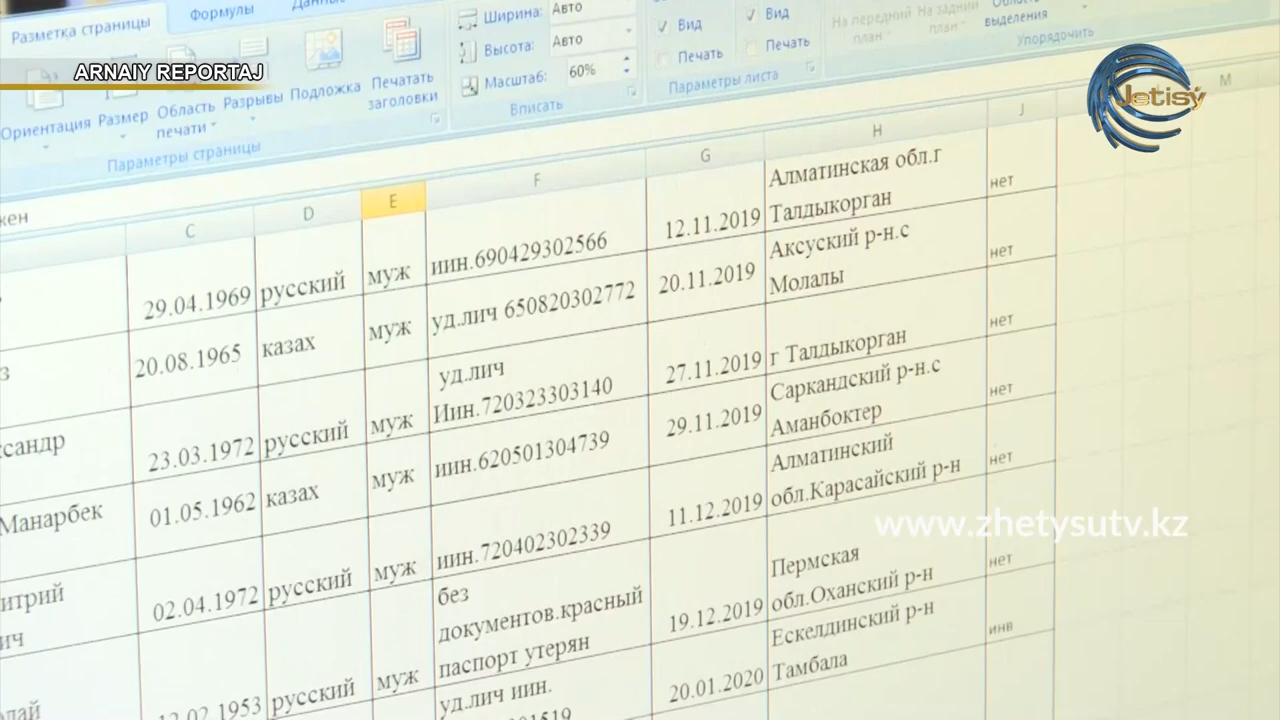 Разметка страницы
Формулы
ARNAIY REPORTAJ
Jetisý
Ориентация
Размер
Область
печати
Разрывы
Подложка
Печатать
заголовки
Параметры страницы
Ширина: Авто
Высота: Авто
Масштаб: 60%
Вписать
Вид
Вид
Печать
Печать
Параметры листа
На передний
план
На задний
план
выделения
Упорядочить
C D E F G H J M
29.04.1969 русский муж иин.690429302566 12.11.2019 Алматинская обл.г
Талдыкорган нет
20.08.1965 казах муж уд.лич 650820302772 20.11.2019 Аксуский р-н.с
Молалы нет
23.03.1972 русский муж уд.лич
Иин.720323303140 27.11.2019 г Талдыкорган нет
Манарбек 01.05.1962 казах муж иин.620501304739 29.11.2019 Саркандский р-н.с
Аманбоктер нет
02.04.1972 русский муж иин.720402302339 11.12.2019 Алматинский
обл.Карасайский р-н нет
русский муж без
документов.красный
паспорт утерян 19.12.2019 Пермская
обл.Оханский р-н нет
уд.лич иин. 20.01.2020 Ескелдинский р-н
Тамбала инв
www.zhetysutv.kz